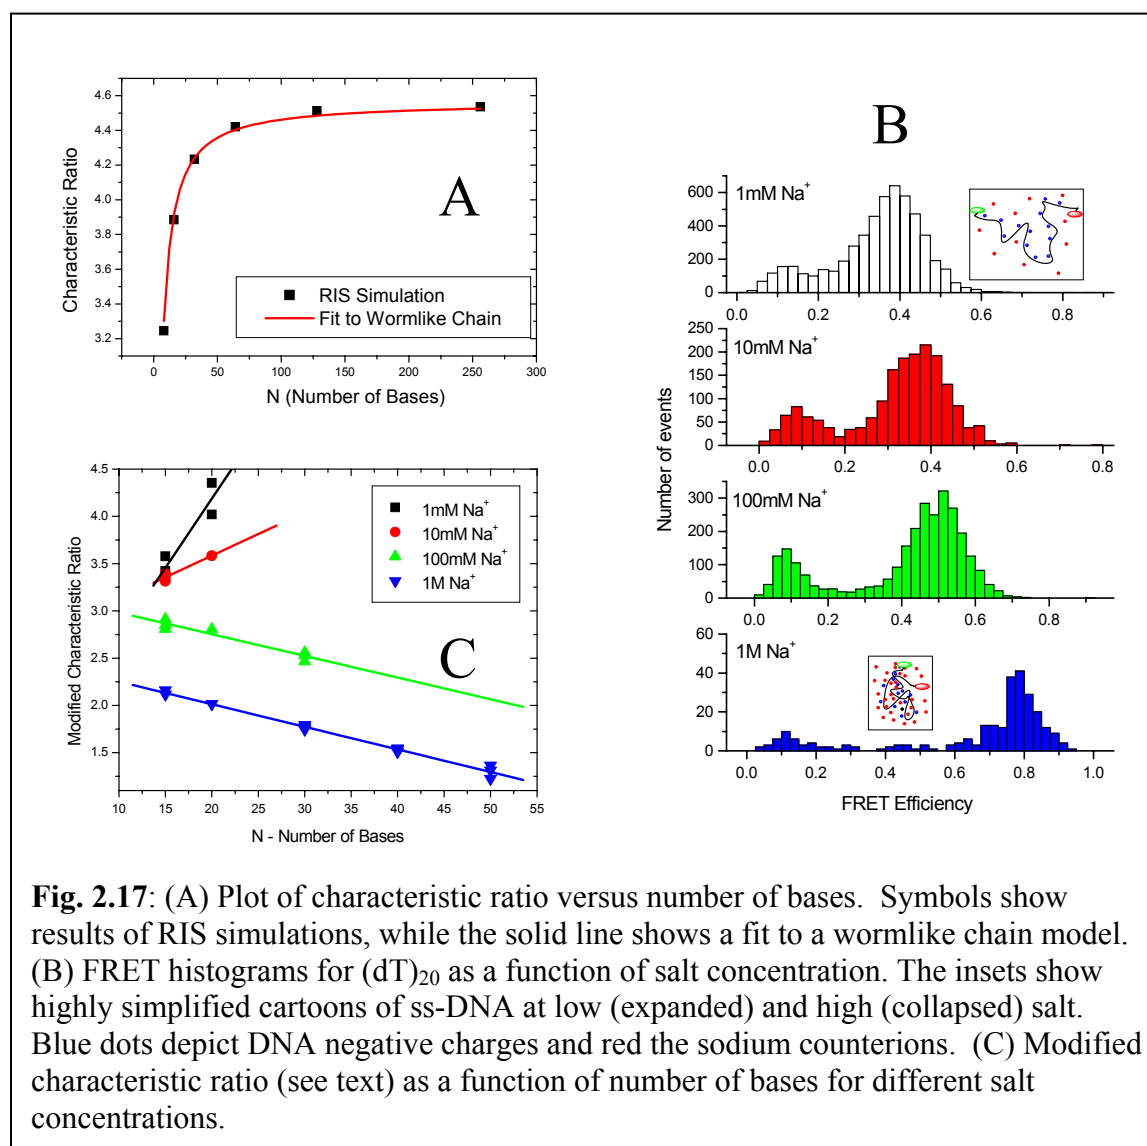 4.6
4.4
4.2
4.0
3.8
3.6
3.4
3.2
Characteristic Ratio
A
RIS Simulation
Fit to Wormlike Chain
0 50 100 150 200 250 300
N (Number of Bases)
B
1mM Na⁺
600
400
200
0
0.0 0.2 0.4 0.6 0.8
10mM Na⁺
250
200
150
100
50
0
0.0 0.2 0.4 0.6 0.8
Number of events
100mM Na⁺
300
200
100
0
0.0 0.2 0.4 0.6 0.8
1M Na⁺
60
40
20
0
0.0 0.2 0.4 0.6 0.8 1.0
FRET Efficiency
4.5
4.0
3.5
3.0
2.5
2.0
1.5
Modified Characteristic Ratio
1mM Na⁺
10mM Na⁺
100mM Na⁺
1M Na⁺
C
10 15 20 25 30 35 40 45 50 55
N - Number of Bases
Fig. 2.17: (A) Plot of characteristic ratio versus number of bases. Symbols show
results of RIS simulations, while the solid line shows a fit to a wormlike chain model.
(B) FRET histograms for (dT)₂₀ as a function of salt concentration. The insets show
highly simplified cartoons of ss-DNA at low (expanded) and high (collapsed) salt.
Blue dots depict DNA negative charges and red the sodium counterions. (C) Modified
characteristic ratio (see text) as a function of number of bases for different salt
concentrations.